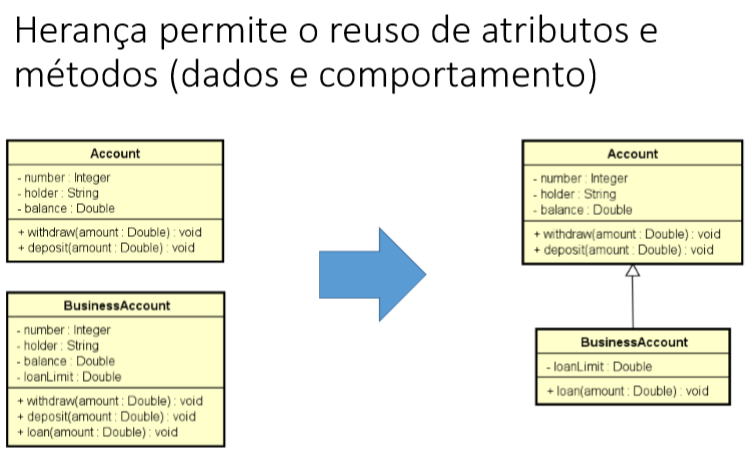 Herança permite o reuso de atributos e
métodos (dados e comportamento)
Account
- number : Integer
- holder : String
- balance : Double
+ withdraw(amount : Double) : void
+ deposit(amount : Double) : void
BusinessAccount
- number : Integer
- holder : String
- balance : Double
- loanLimit : Double
+ withdraw(amount : Double) : void
+ deposit(amount : Double) : void
+ loan(amount : Double) : void
Account
- number : Integer
- holder : String
- balance : Double
+ withdraw(amount : Double) : void
+ deposit(amount : Double) : void
BusinessAccount
- loanLimit : Double
+ loan(amount : Double) : void